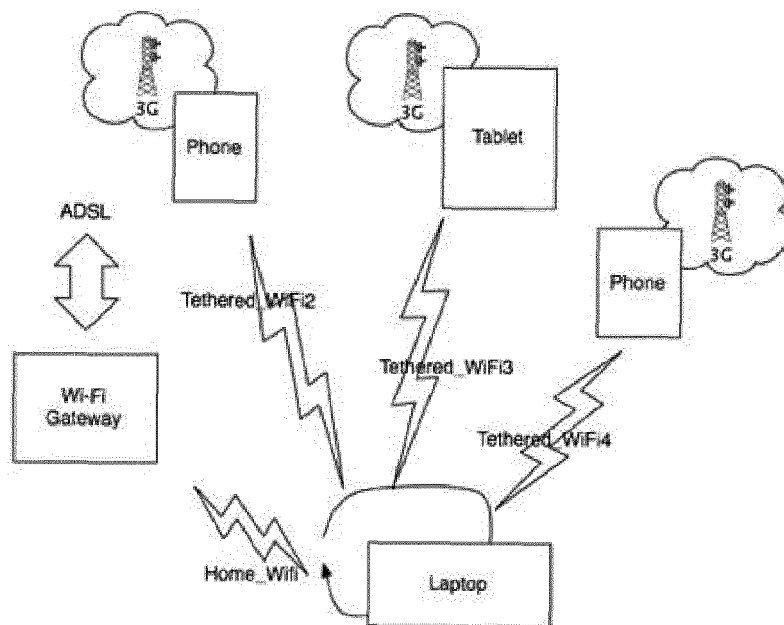 3G
Phone
3G
Tablet
3G
Phone
ADSL
Tethered_WiFi2
Wi-Fi
Gateway
Tethered_WiFi3
Tethered_WiFi4
Home_Wifi
Laptop